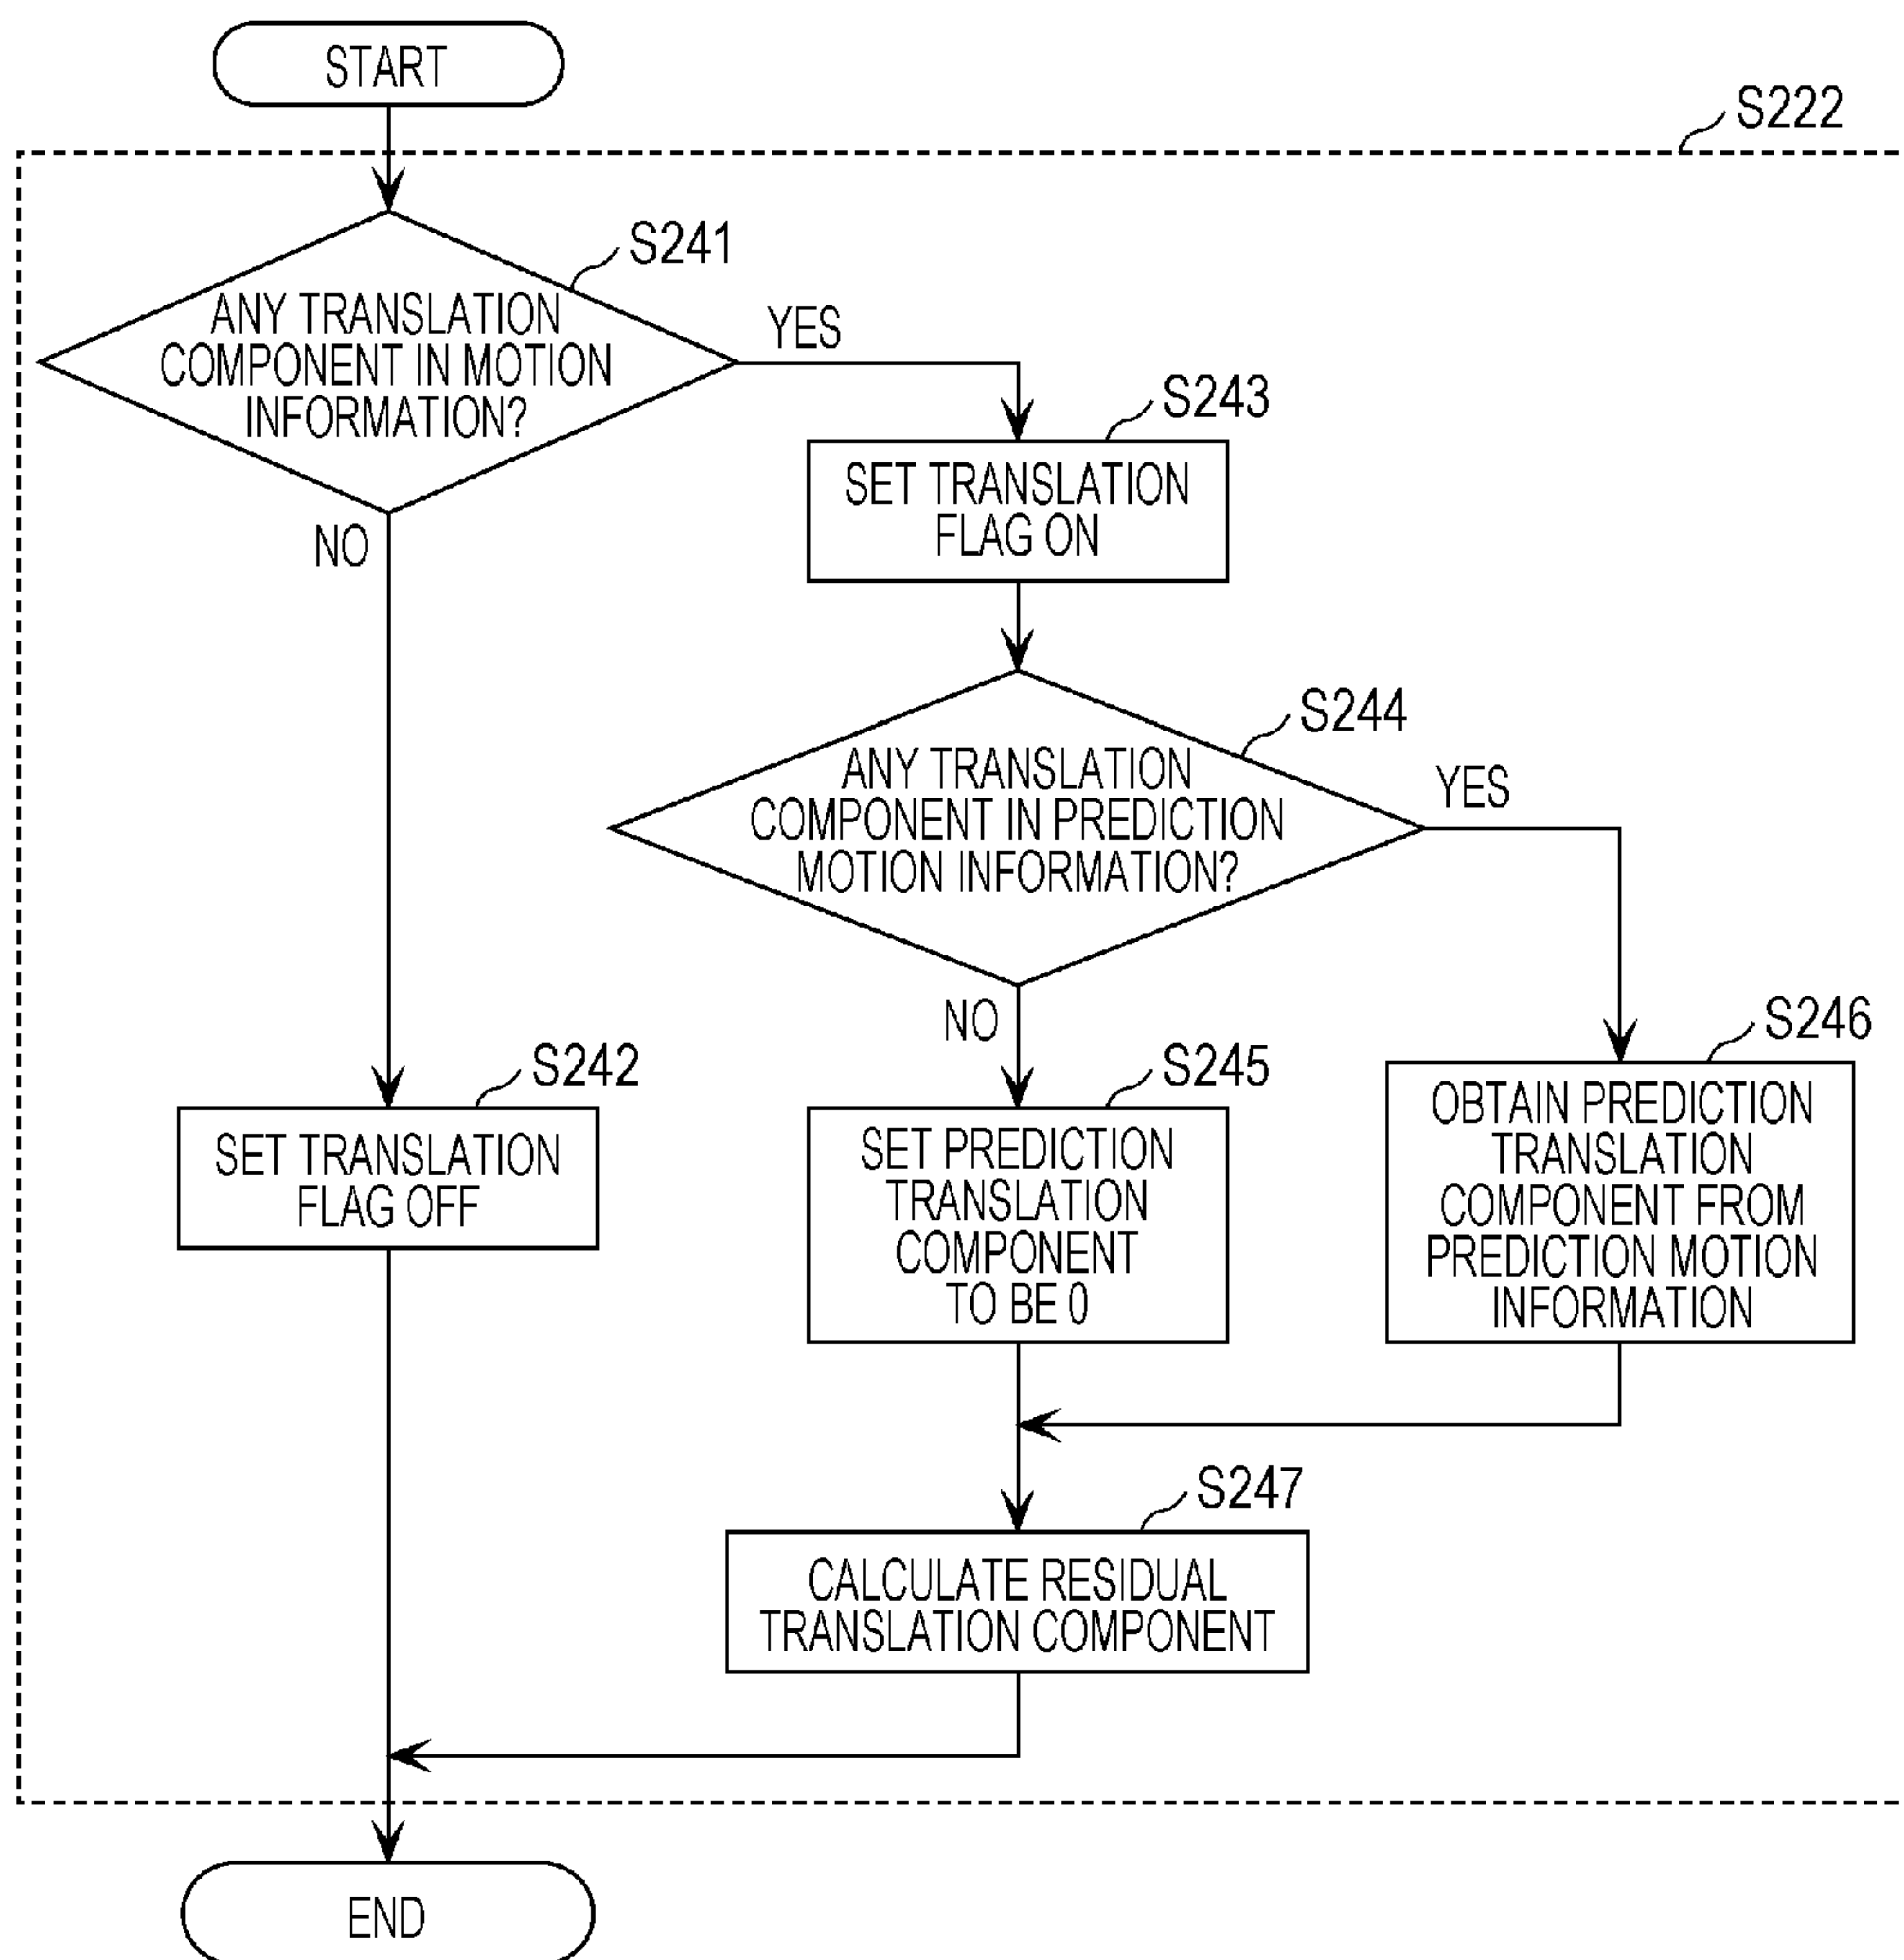 START
S222
S241
ANY TRANSLATION
COMPONENT IN MOTION
INFORMATION?
YES
NO
S243
SET TRANSLATION
FLAG ON
S244
ANY TRANSLATION
COMPONENT IN PREDICTION
MOTION INFORMATION?
YES
NO
S242
SET TRANSLATION
FLAG OFF
S245
SET PREDICTION
TRANSLATION
COMPONENT
TO BE 0
S246
OBTAIN PREDICTION
TRANSLATION
COMPONENT FROM
PREDICTION MOTION
INFORMATION
S247
CALCULATE RESIDUAL
TRANSLATION COMPONENT
END